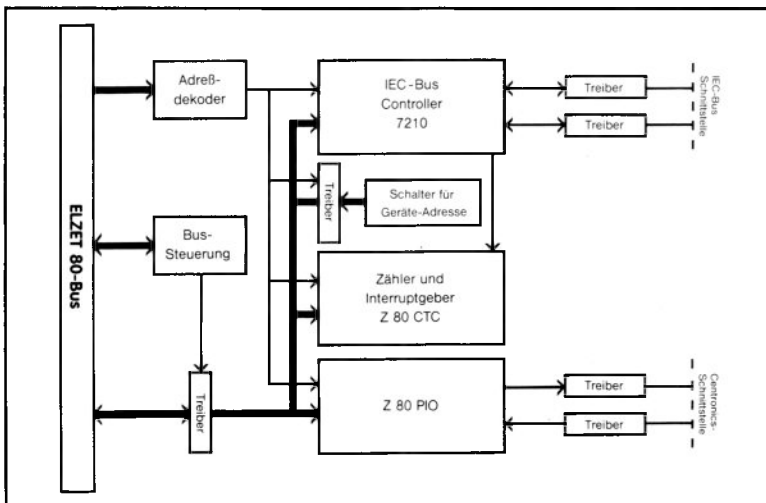 ELZET 80-Bus
Adreß-
dekoder
Bus-
Steuerung
Treiber
IEC-Bus
Controller
7210
Treiber
Schalter für
Geräte-Adresse
Zähler und
Interruptgeber
Z 80 CTC
Z 80 PIO
Treiber
Treiber
IEC-Bus
Schnittstelle
Treiber
Treiber
Centronics-
Schnittstelle